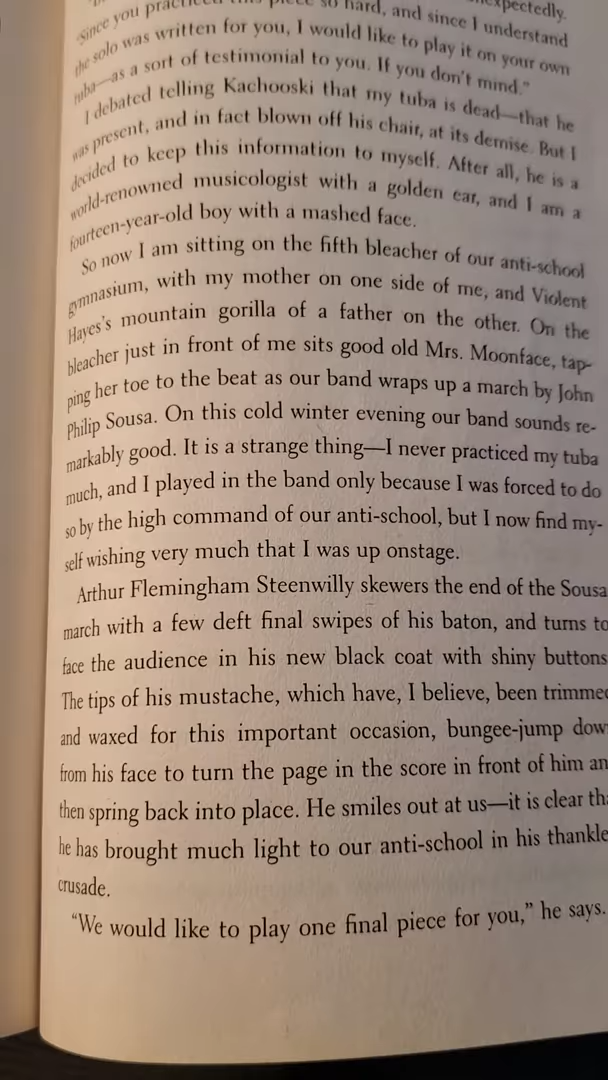 "Since you practiced this piece so hard, and since I understand
the solo was written for you, I would like to play it on your own
tuba—as a sort of testimonial to you. If you don't mind."
I debated telling Kachooski that my tuba is dead—that he
was present, and in fact blown off his chair, at its demise. But I
decided to keep this information to myself. After all, he is a
world-renowned musicologist with a golden ear, and I am a
fourteen-year-old boy with a mashed face.
So now I am sitting on the fifth bleacher of our anti-school
gymnasium, with my mother on one side of me, and Violent
Hayes's mountain gorilla of a father on the other. On the
bleacher just in front of me sits good old Mrs. Moonface, tap-
ping her toe to the beat as our band wraps up a march by John
Philip Sousa. On this cold winter evening our band sounds re-
markably good. It is a strange thing—I never practiced my tuba
much, and I played in the band only because I was forced to do
so by the high command of our anti-school, but I now find my-
self wishing very much that I was up onstage.
Arthur Flemingham Steenwilly skewers the end of the Sousa
march with a few deft final swipes of his baton, and turns to
face the audience in his new black coat with shiny buttons
The tips of his mustache, which have, I believe, been trimme
and waxed for this important occasion, bungee-jump dow
from his face to turn the page in the score in front of him an
then spring back into place. He smiles out at us—it is clear th
he has brought much light to our anti-school in his thankle
crusade.
"We would like to play one final piece for you," he says.